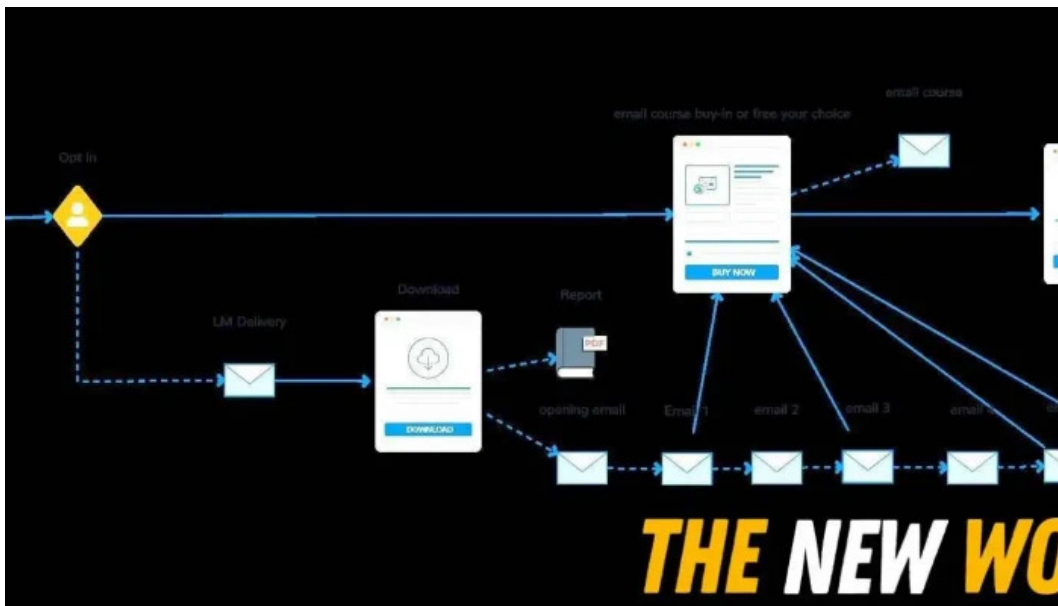 email course
email course buy-in or free your choice
Opt In
BUY NOW
Download
Report
LM Delivery
PDF
opening email
Email 1
email 2
email 3
email
DOWNLOAD
THE NEW WO